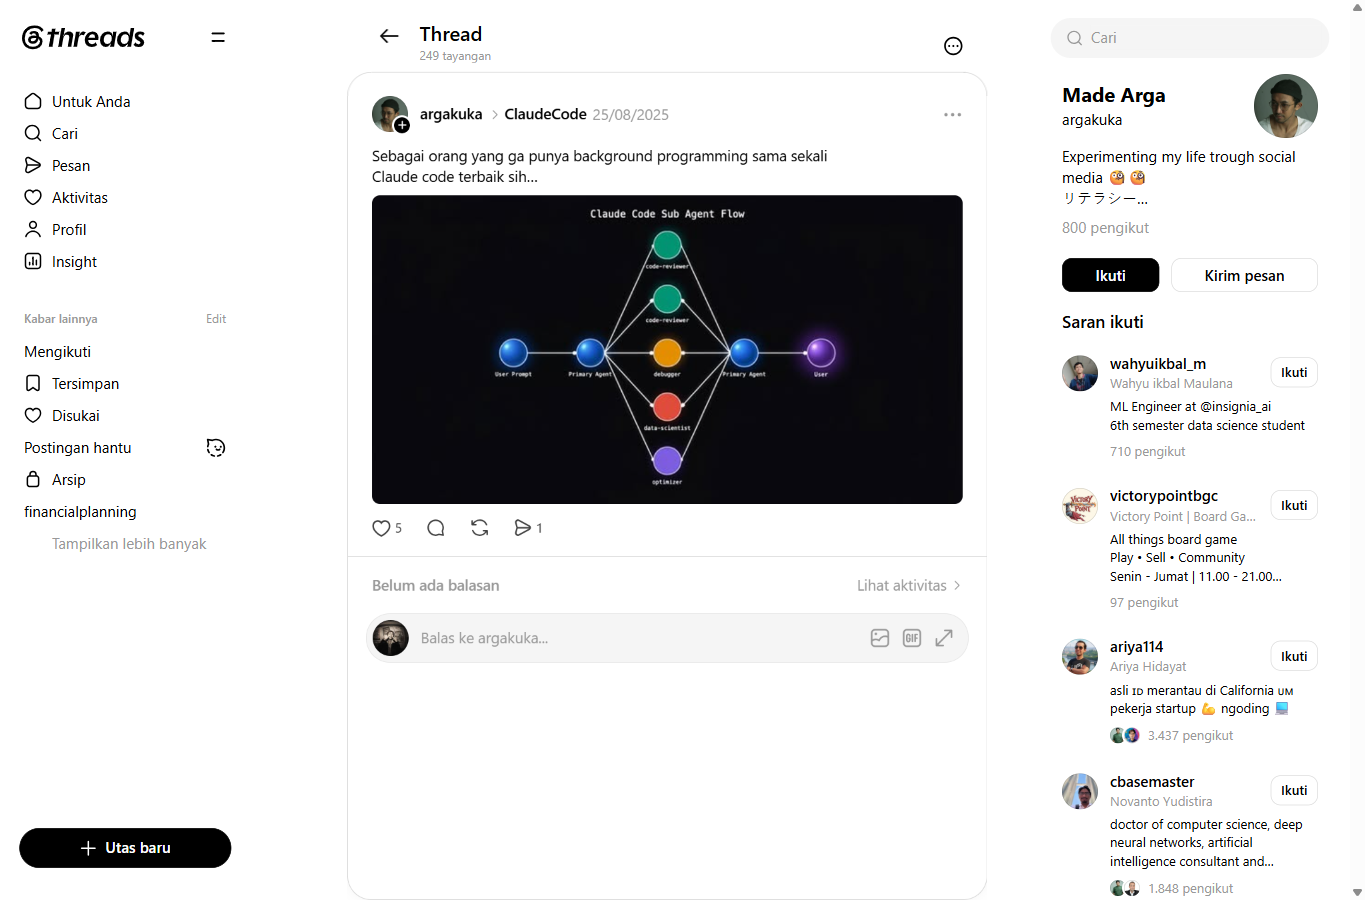 threads
Untuk Anda
Cari
Pesan
Aktivitas
Profil
Insight
Kabar lainnya
Edit
Mengikuti
Tersimpan
Disukai
Postingan hantu
Arsip
financialplanning
Tampilkan lebih banyak
Utas baru
Thread
249 tayangan
argakuka > ClaudeCode 25/08/2025
Sebagai orang yang ga punya background programming sama sekali
Claude code terbaik sih...
Claude Code Sub Agent Flow
code-reviewer
code-reviewer
User Prompt
Primary Agent
debugger
Primary Agent
User
data-scientist
optimizer
5
1
Belum ada balasan
Lihat aktivitas
Balas ke argakuka...
GIF
Cari
Made Arga
argakuka
Experimenting my life trough social
media
リテラシー...
800 pengikut
Ikuti
Kirim pesan
Saran ikuti
wahyuikbal_m
Wahyu ikbal Maulana
Ikuti
ML Engineer at @insignia_ai
6th semester data science student
710 pengikut
victorypointbgc
Victory Point | Board Ga...
Ikuti
VICTORY
POINT
All things board game
Play • Sell • Community
Senin - Jumat | 11.00 - 21.00...
97 pengikut
ariya114
Ariya Hidayat
Ikuti
asli ɪᴅ merantau di California ᴜᴍ
pekerja startup 💪 ngoding 💻
3.437 pengikut
cbasemaster
Novanto Yudistira
Ikuti
doctor of computer science, deep
neural networks, artificial
intelligence consultant and...
1.848 pengikut